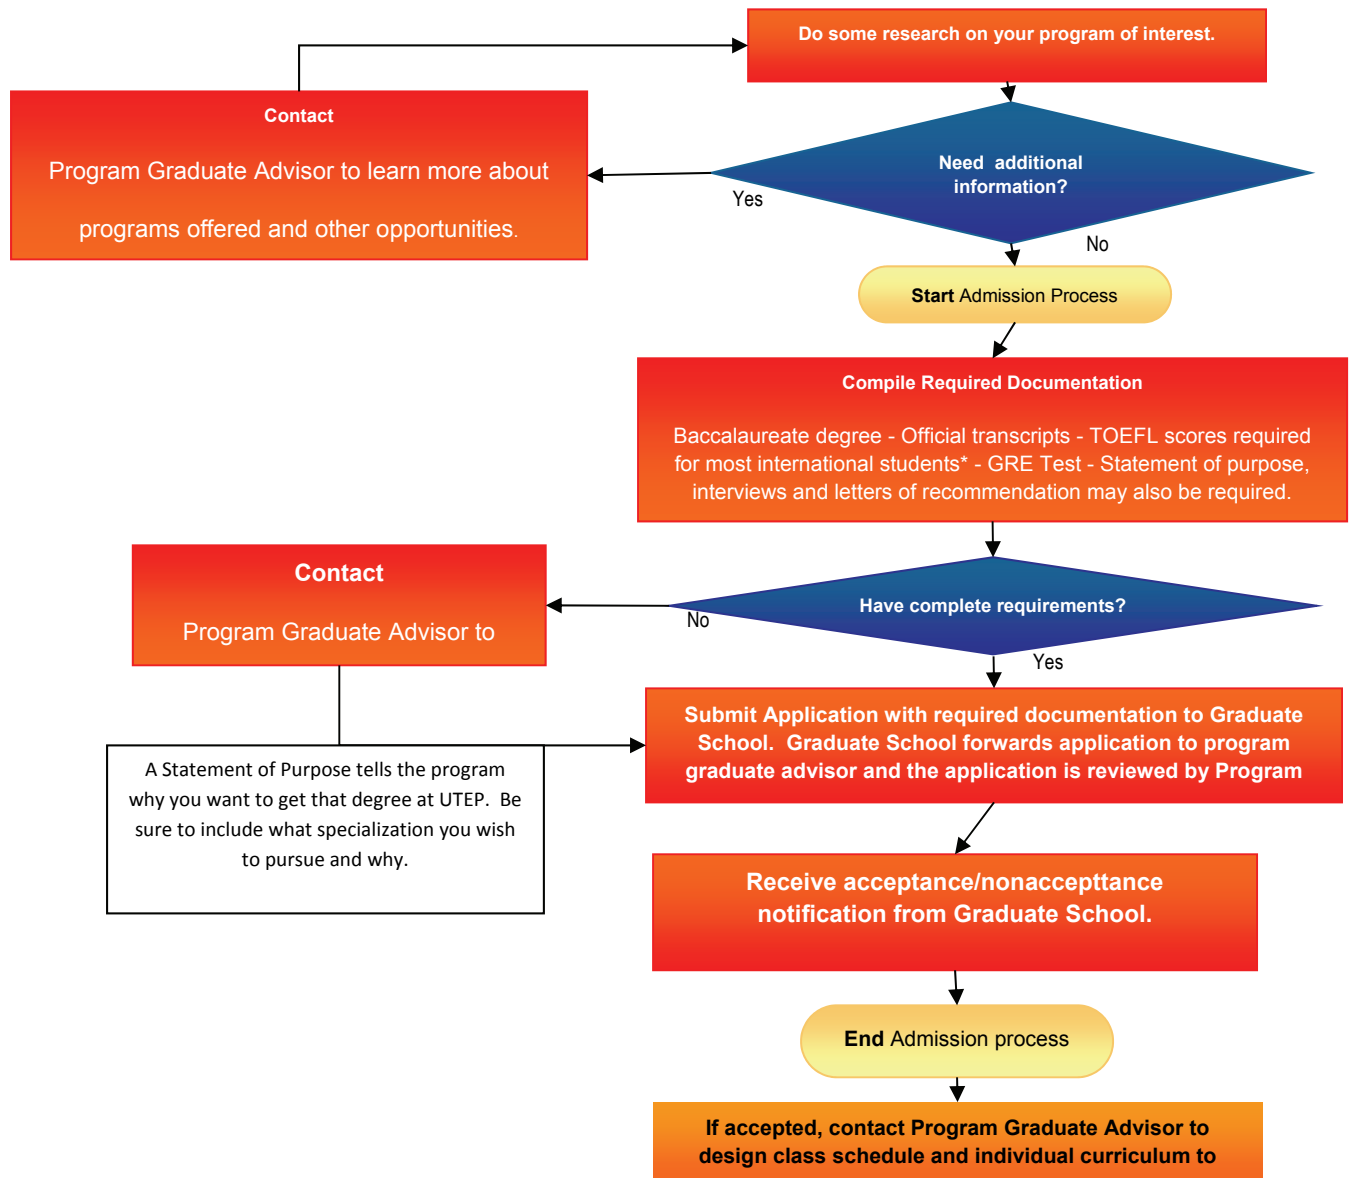 Do some research on your program of interest.
Contact
Program Graduate Advisor to learn more about
programs offered and other opportunities.
Need  additional
information?
Yes
No
Start Admission Process
Compile Required Documentation
Baccalaureate degree - Official transcripts - TOEFL scores required
for most international students* - GRE Test - Statement of purpose,
interviews and letters of recommendation may also be required.
Contact
Program Graduate Advisor to
Have complete requirements?
No
Yes
Submit Application with required documentation to Graduate
School.  Graduate School forwards application to program
graduate advisor and the application is reviewed by Program
A Statement of Purpose tells the program
why you want to get that degree at UTEP.  Be
sure to include what specialization you wish
to pursue and why.
Receive acceptance/nonaccepttance
notification from Graduate School.
End Admission process
If accepted, contact Program Graduate Advisor to
design class schedule and individual curriculum to